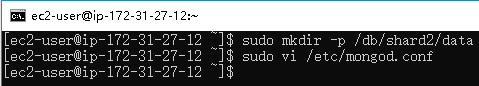 ec2-user@ip-172-31-27-12:~
[ec2-user@ip-172-31-27-12 ~]$ sudo mkdir -p /db/shard2/data
[ec2-user@ip-172-31-27-12 ~]$ sudo vi /etc/mongod.conf
[ec2-user@ip-172-31-27-12 ~]$